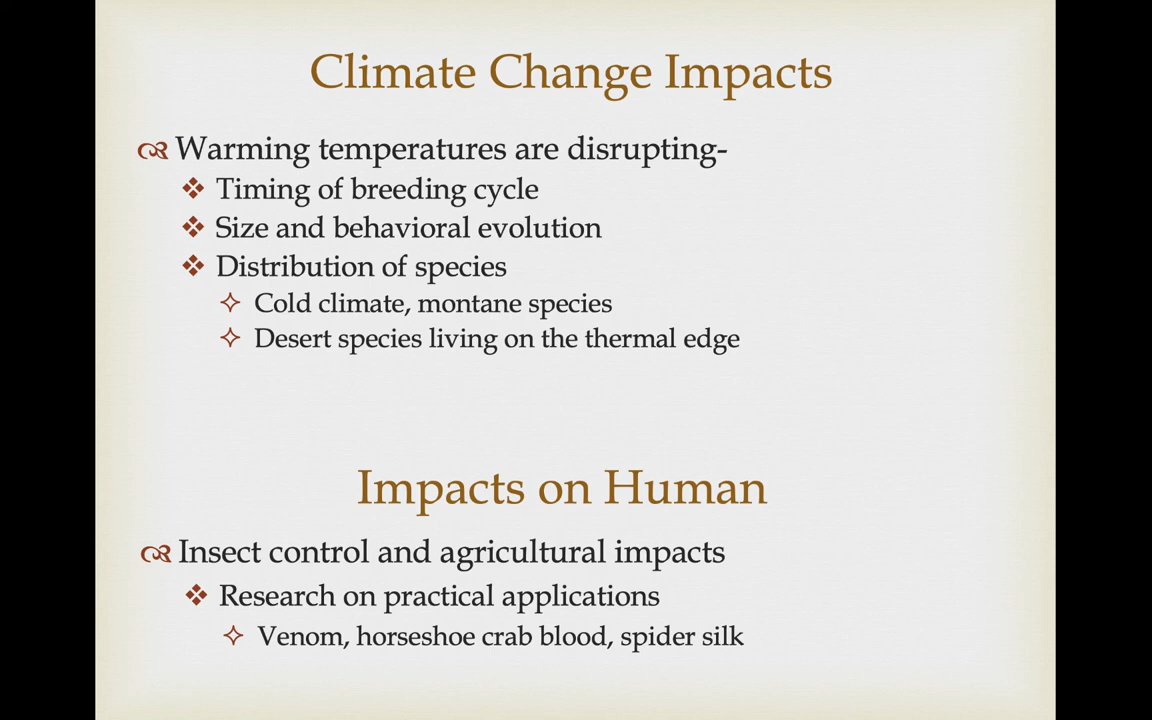 Climate Change Impacts
Warming temperatures are disrupting-
Timing of breeding cycle
Size and behavioral evolution
Distribution of species
Cold climate, montane species
Desert species living on the thermal edge
Impacts on Human
Insect control and agricultural impacts
Research on practical applications
Venom, horseshoe crab blood, spider silk